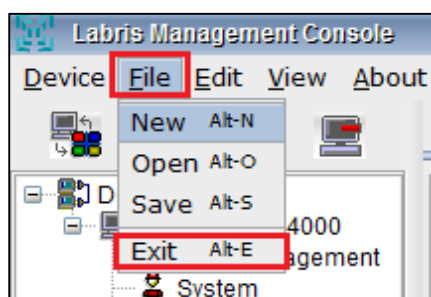 Labris Management Console
Device File Edit View About
New Alt-N
Open Alt-O
Save Alt-S
Exit Alt-E
D
4000
agement
System